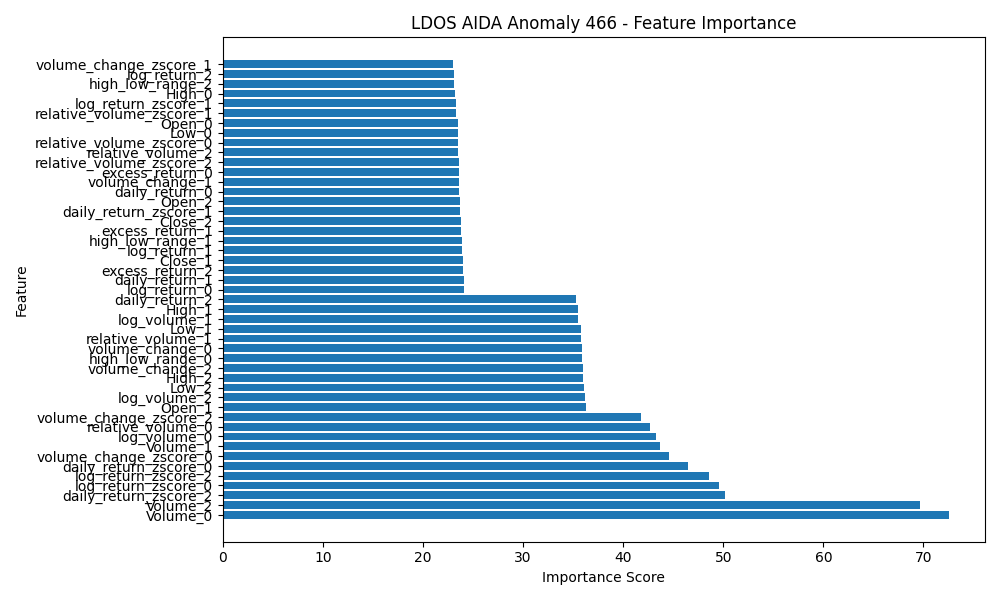 LDOS AIDA Anomaly 466 - Feature Importance
volume_change_zscore_1
log_return_2
high_low_range_2
High_0
log_return_zscore_1
relative_volume_zscore_1
Open_0
Low_0
relative_volume_zscore_0
relative_volume_2
relative_volume_zscore_2
excess_return_0
volume_change_1
daily_return_0
Open_2
daily_return_zscore_1
Close_2
excess_return_1
high_low_range_1
log_return_1
Close_1
excess_return_2
daily_return_1
log_return_0
daily_return_2
High_1
log_volume_1
Low_1
relative_volume_1
volume_change_0
high_low_range_0
volume_change_2
High_2
Low_2
log_volume_2
Open_1
volume_change_zscore_2
relative_volume_0
log_volume_0
Volume_1
volume_change_zscore_0
daily_return_zscore_0
log_return_zscore_2
log_return_zscore_0
daily_return_zscore_2
Volume_2
Volume_0
Feature
0 10 20 30 40 50 60 70
Importance Score